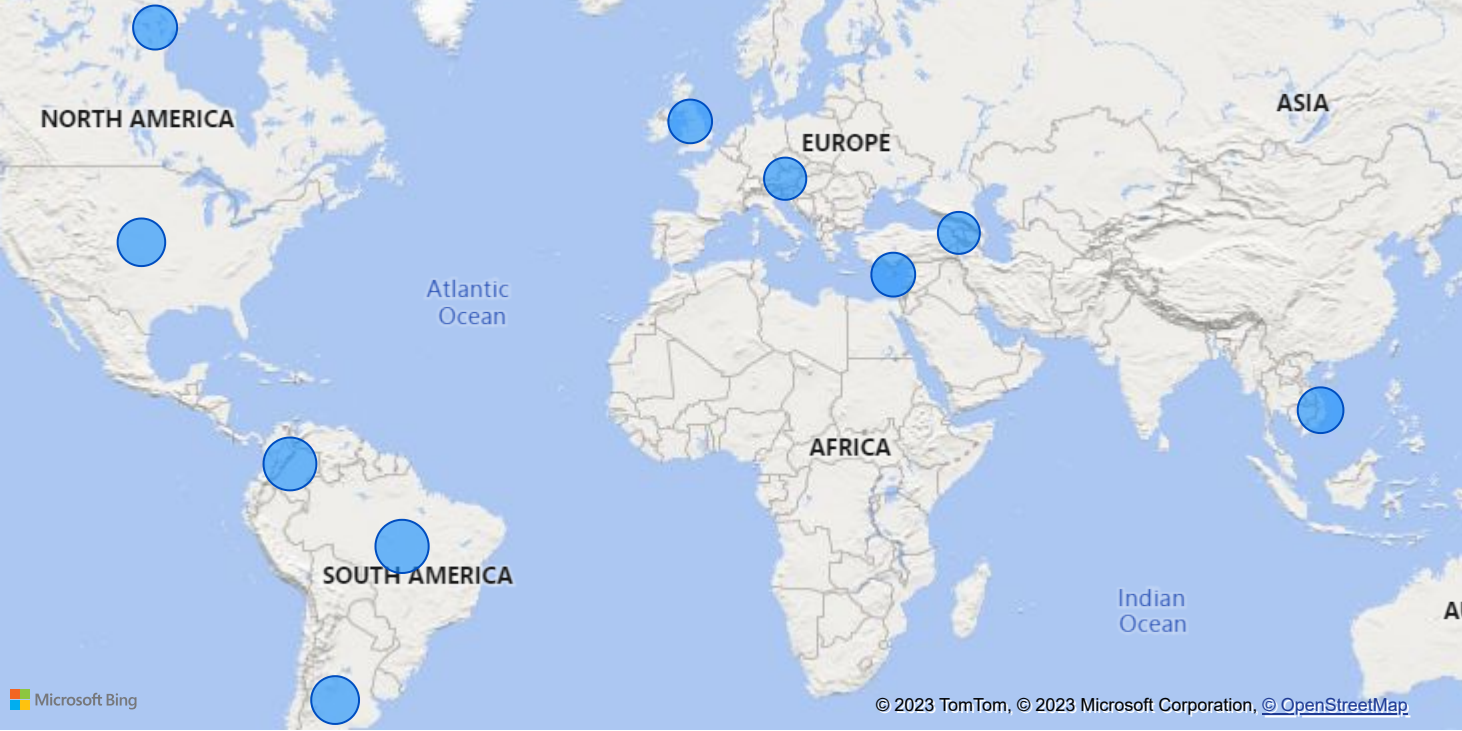 ASIA
NORTH AMERICA
EUROPE
Atlantic
Ocean
AFRICA
SOUTH AMERICA
Indian
Ocean
AU
Microsoft Bing
© 2023 TomTom, © 2023 Microsoft Corporation, © OpenStreetMap